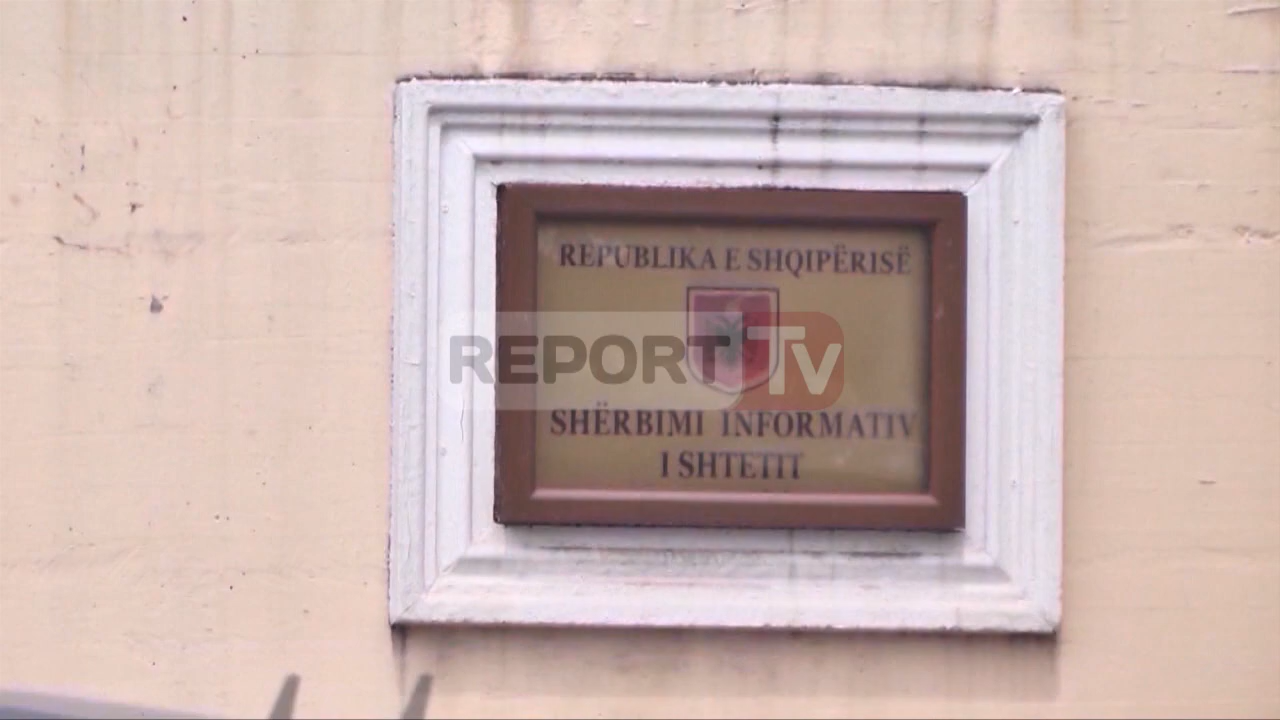 REPUBLIKA E SHQIPËRISË
REPORT Tv
SHËRBIMI INFORMATIV
I SHTETIT